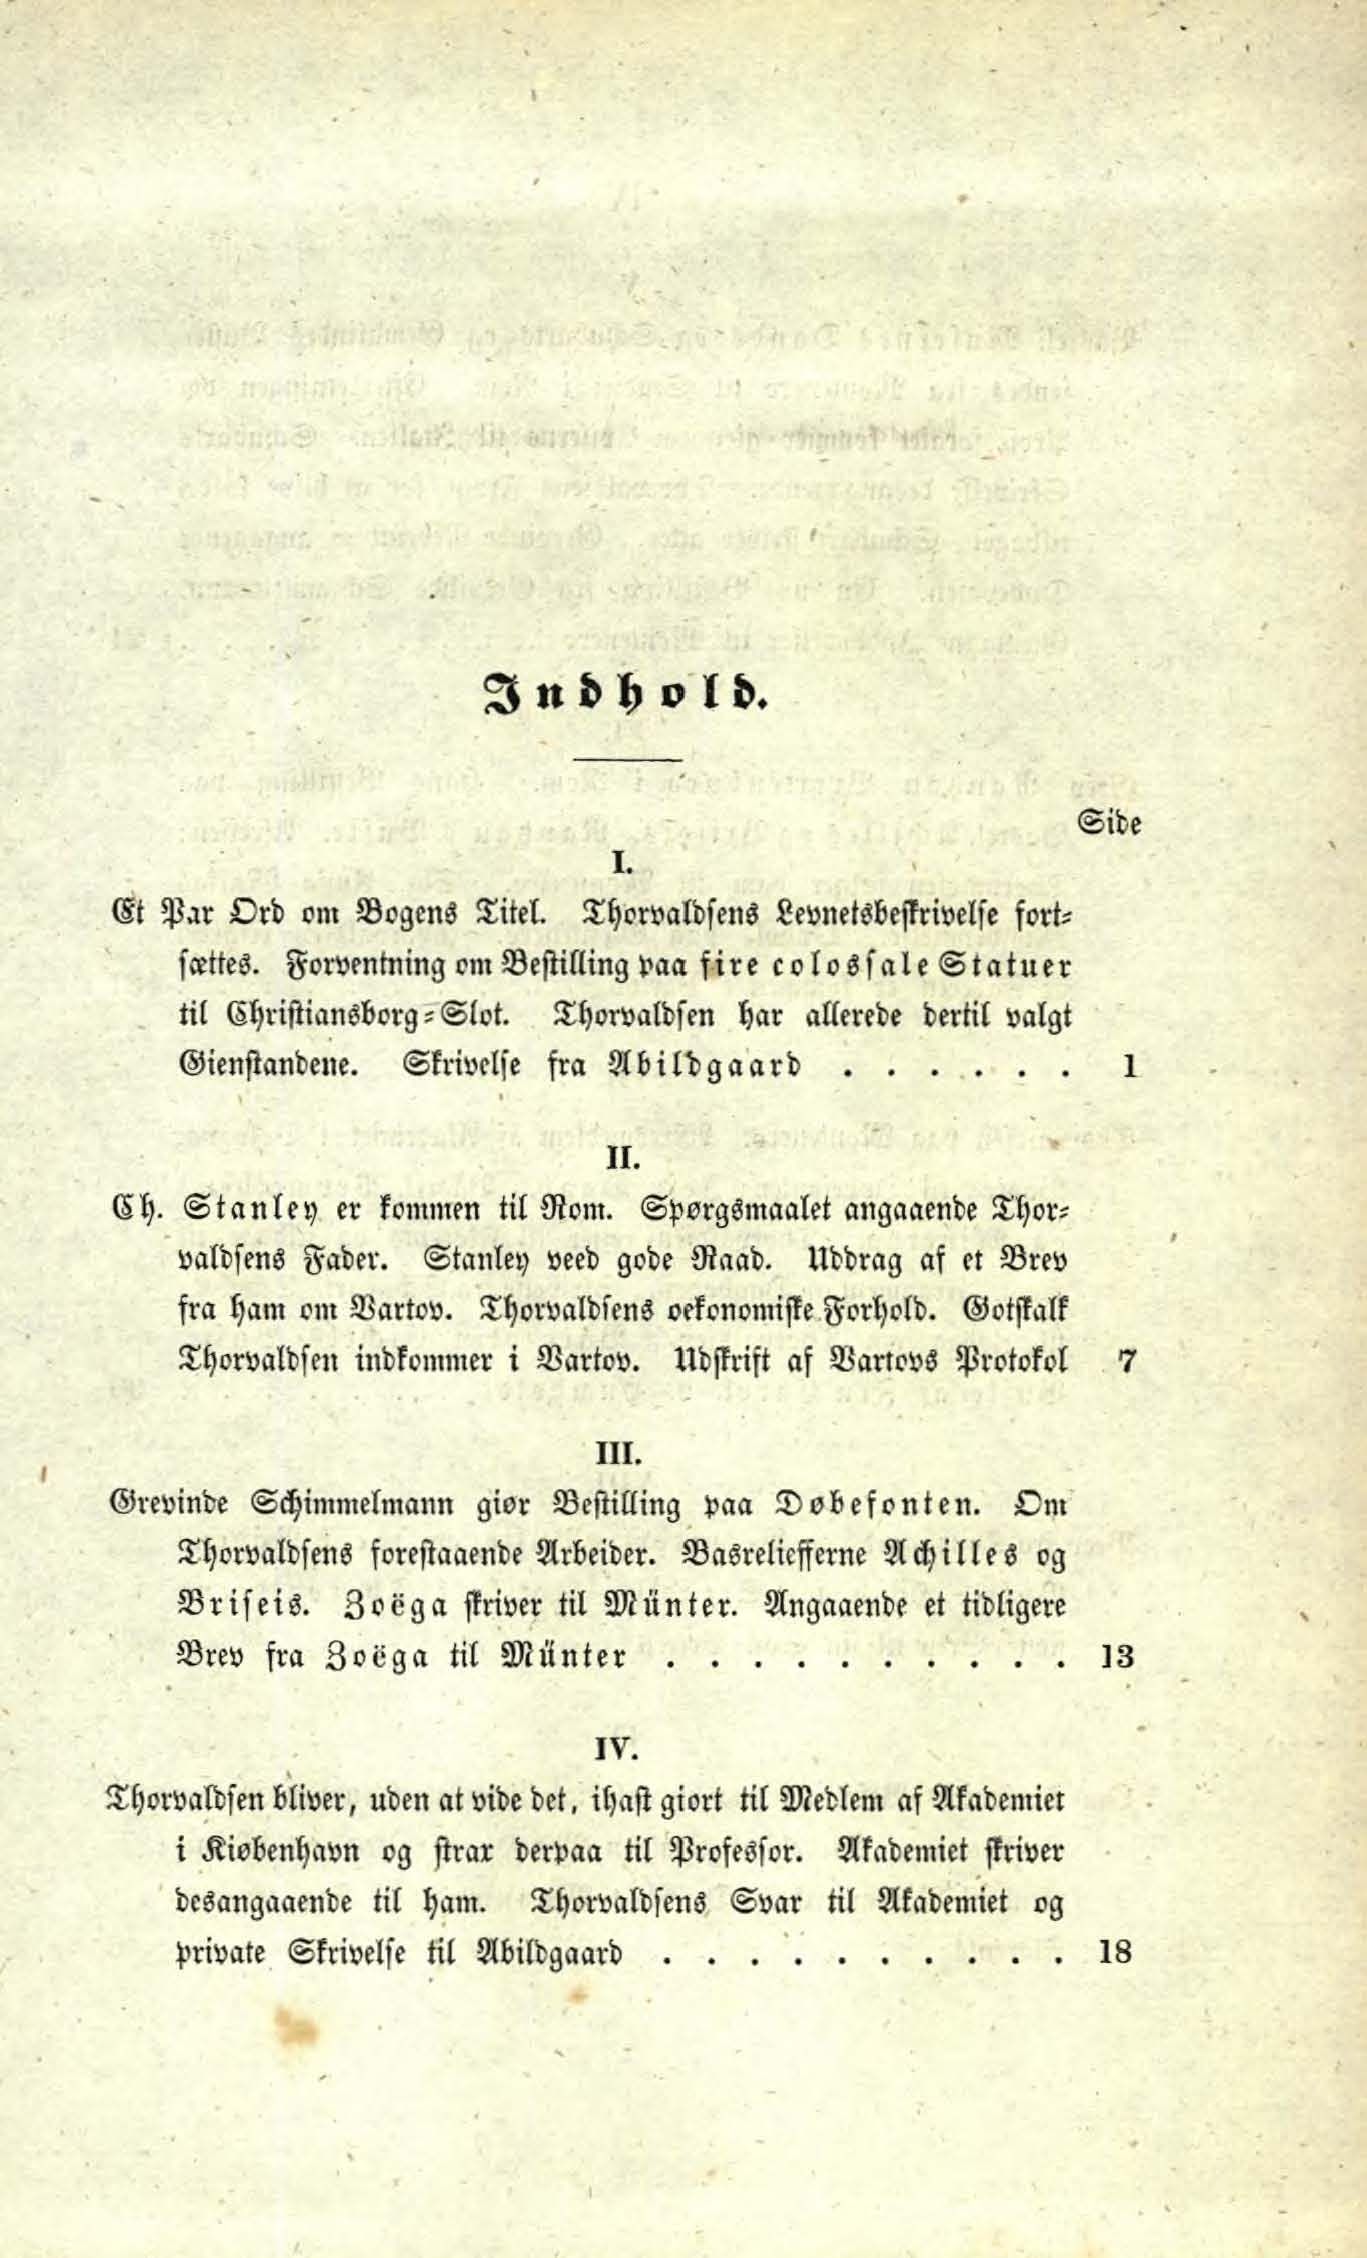 Indhold.
Side
I.
Et Par Ord om Bogens Titel. Thorvaldsens Levnetsbeskrivelse fort-
sættes. Forventning om Bestilling paa fire colossale Statuer
til Christiansborg-Slot. Thorvaldsen har allerede dertil valgt
Gienstandene. Skrivelse fra Abildgaard . . . . . . 1
II.
Ch. Stanley er kommen til Rom. Spørgsmaalet angaaende Thor-
valdsens Fader. Stanley veed gode Raad. Uddrag af et Brev
fra ham om Vartov. Thorvaldsens oekonomiske Forhold. Gotskalk
Thorvaldsen indkommer i Vartov. Udskrift af Vartovs Protokol 7
III.
Grevinde Schimmelmann giør Bestilling paa Døbefonten. Om
Thorvaldsens forestaaende Arbeider. Basreliefferne Achilles og
Briseis. Zoëga skriver til Münter. Angaaende et tidligere
Brev fra Zoëga til Münter . . . . . . . . . . 13
IV.
Thorvaldsen bliver, uden at vide det, ihast giort til Medlem af Akademiet
i Kiøbenhavn og strax derpaa til Professor. Akademiet skriver
desangaaende til ham. Thorvaldsens Svar til Akademiet og
private Skrivelse til Abildgaard . . . . . . . . . . 18